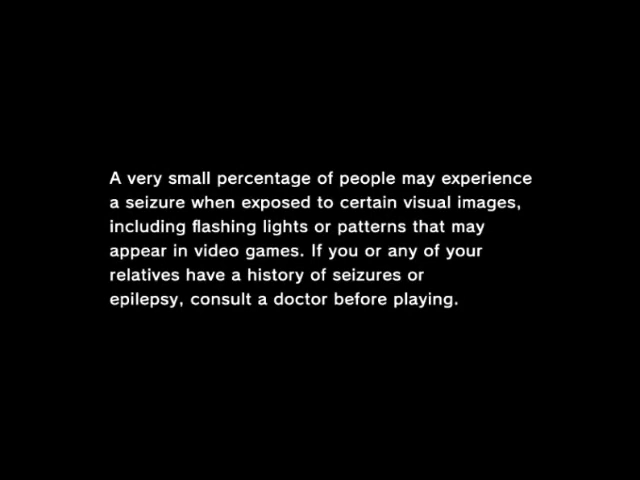 A very small percentage of people may experience
a seizure when exposed to certain visual images,
including flashing lights or patterns that may
appear in video games. If you or any of your
relatives have a history of seizures or
epilepsy, consult a doctor before playing.